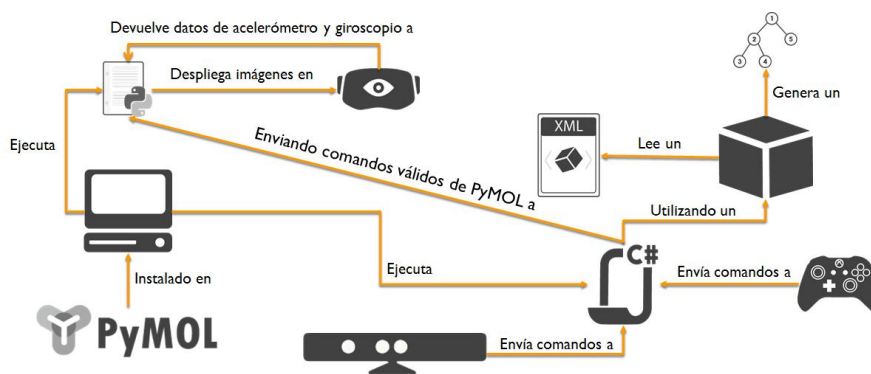 Devuelve datos de acelerómetro y giroscopio a
1
2
5
3
4
Despliega imágenes en
Genera un
XML
Ejecuta
Enviando comandos válidos de PyMOL a
Lee un
Utilizando un
C#
Ejecuta
Envía comandos a
Instalado en
PyMOL
Envía comandos a